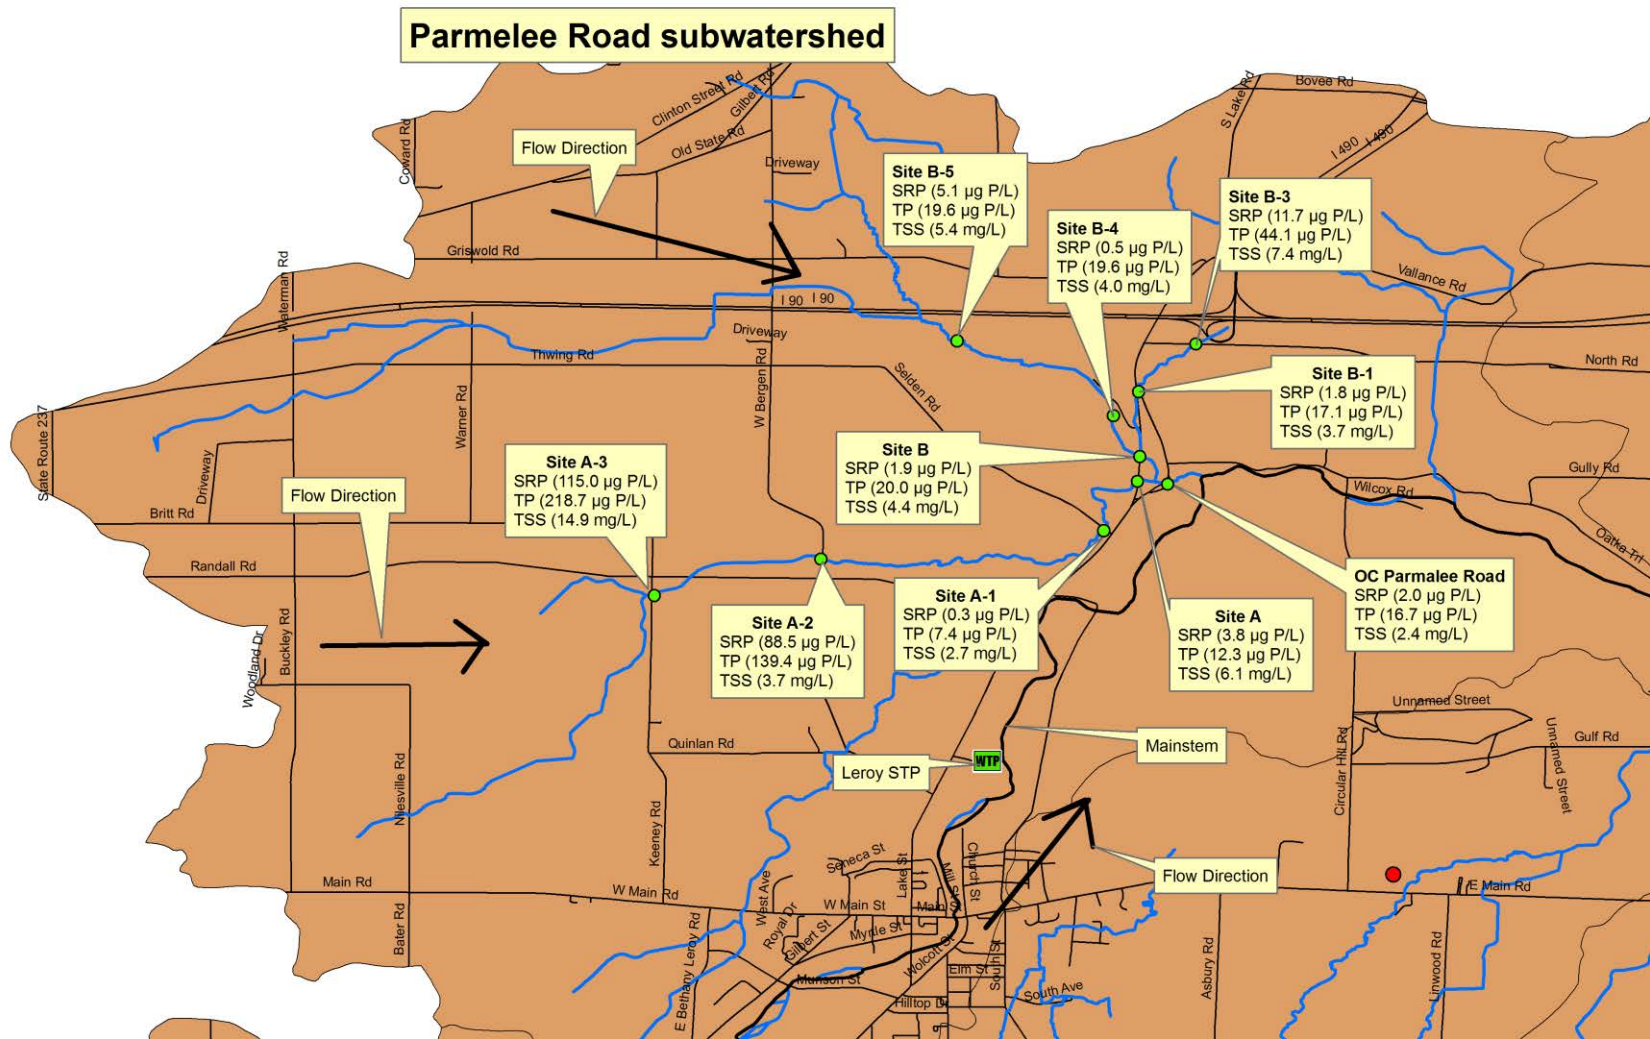 Parmelee Road subwatershed
Bovee Rd
S Lake Rd
I 490
I 490
Clinton Street Rd
Gilbert Rd
Old State Rd
Coward Rd
Flow Direction
Driveway
Site B-5
SRP (5.1 µg P/L)
TP (19.6 µg P/L)
TSS (5.4 mg/L)
Site B-4
SRP (0.5 µg P/L)
TP (19.6 µg P/L)
TSS (4.0 mg/L)
Site B-3
SRP (11.7 µg P/L)
TP (44.1 µg P/L)
TSS (7.4 mg/L)
Griswold Rd
Waterman Rd
Vallance Rd
I 90
I 90
Driveway
Thwing Rd
W Bergen Rd
Selden Rd
North Rd
Site B-1
SRP (1.8 µg P/L)
TP (17.1 µg P/L)
TSS (3.7 mg/L)
State Route 237
Warner Rd
Driveway
Site A-3
SRP (115.0 µg P/L)
TP (218.7 µg P/L)
TSS (14.9 mg/L)
Site B
SRP (1.9 µg P/L)
TP (20.0 µg P/L)
TSS (4.4 mg/L)
Gully Rd
Wilcox Rd
Oatka Trl
Flow Direction
Britt Rd
Randall Rd
Site A-2
SRP (88.5 µg P/L)
TP (139.4 µg P/L)
TSS (3.7 mg/L)
Site A-1
SRP (0.3 µg P/L)
TP (7.4 µg P/L)
TSS (2.7 mg/L)
Site A
SRP (3.8 µg P/L)
TP (12.3 µg P/L)
TSS (6.1 mg/L)
OC Parmalee Road
SRP (2.0 µg P/L)
TP (16.7 µg P/L)
TSS (2.4 mg/L)
Woodland Dr
Buckley Rd
Unnamed Street
Unnamed Street
Gulf Rd
Circular Hill Rd
Quinlan Rd
Mainstem
Leroy STP
WTP
Nilesville Rd
Keeney Rd
Flow Direction
Seneca St
Lake St
Mill St
Church St
Main Rd
W Main Rd
West Ave
W Main St
Main St
E Main Rd
Royal Dr
Gilbert St
Myrtle St
Wolcott St
South St
Bater Rd
E Bethany Leroy Rd
Munson St
Elm St
Hilltop Dr
South Ave
Asbury Rd
Linwood Rd